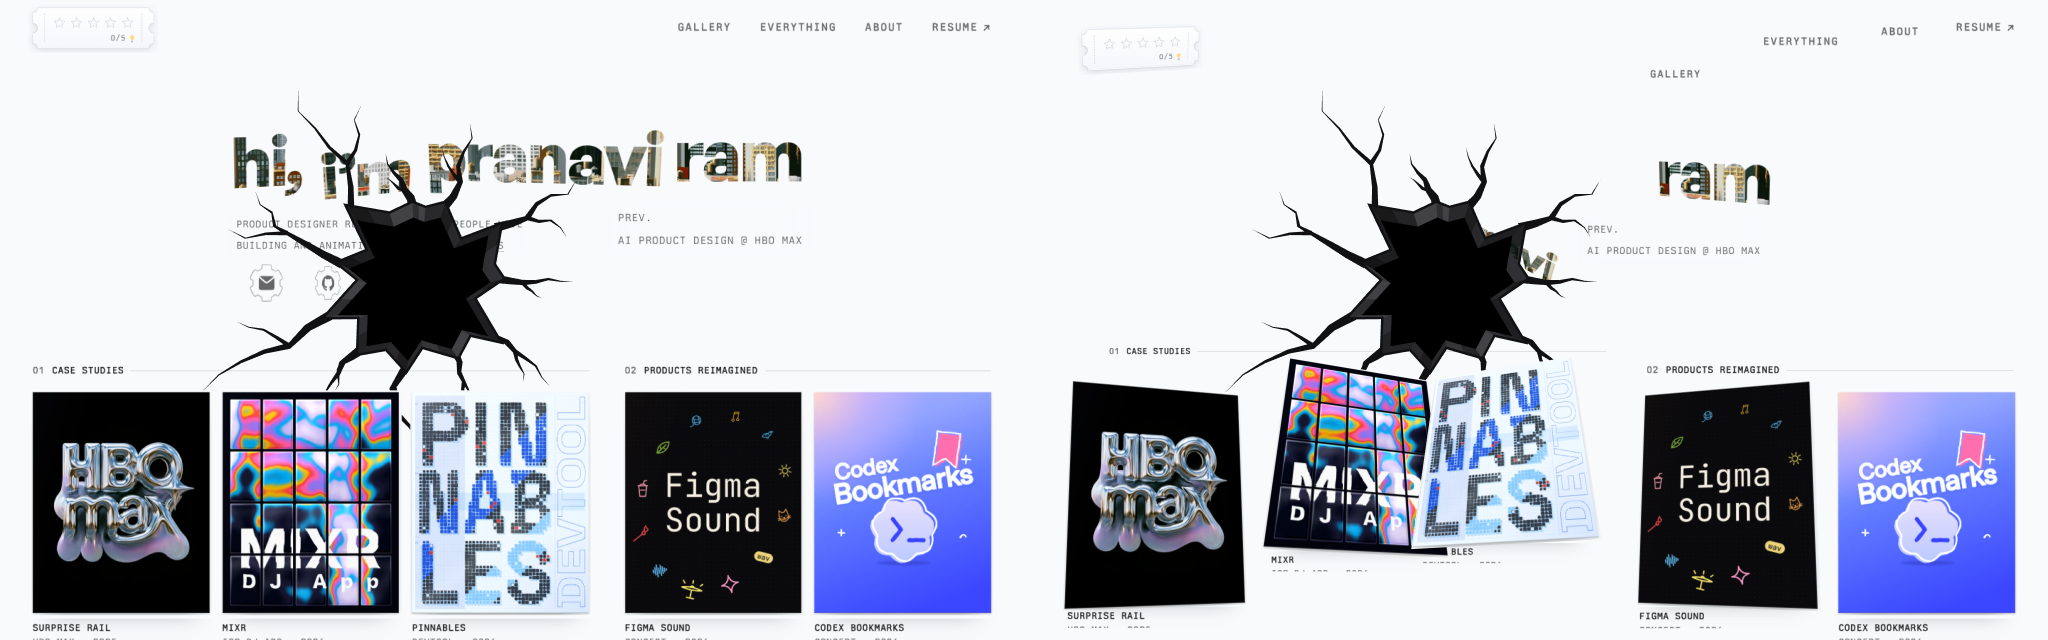 0/5
GALLERY EVERYTHING ABOUT RESUME ↗
hi, i'm pranavi ram
PRODUCT DESIGNER PEOPLE
BUILDING
PREV.
AI PRODUCT DESIGN @ HBO MAX
01 CASE STUDIES
02 PRODUCTS REIMAGINED
HBO
max
MIXR
DJ App
PIN
NAB
LES
DEVTOOL
Figma
Sound
wav
Codex
Bookmarks
SURPRISE RAIL
MIXR
PINNABLES
FIGMA SOUND
CODEX BOOKMARKS
0/5
RESUME ↗
ABOUT
EVERYTHING
GALLERY
ram
vi
PREV.
AI PRODUCT DESIGN @ HBO MAX
01 CASE STUDIES
02 PRODUCTS REIMAGINED
HBO
max
MIXR
DJ App
PIN
NAB
LES
DEVTOOL
Figma
Sound
wav
Codex
Bookmarks
MIXR
BLES
SURPRISE RAIL
FIGMA SOUND
CODEX BOOKMARKS